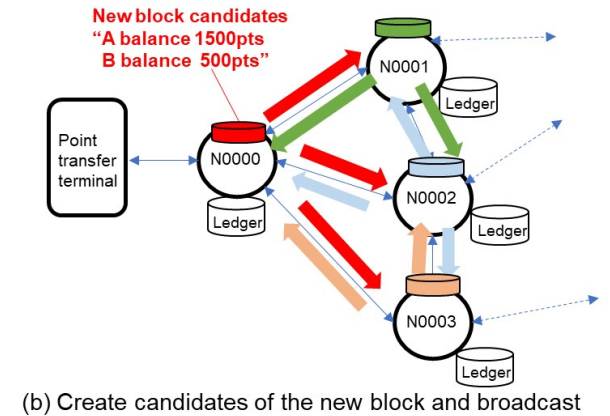 New block candidates
“A balance 1500pts
B balance 500pts”
N0001
Ledger
Point
transfer
terminal
N0000
Ledger
N0002
Ledger
N0003
Ledger
(b) Create candidates of the new block and broadcast